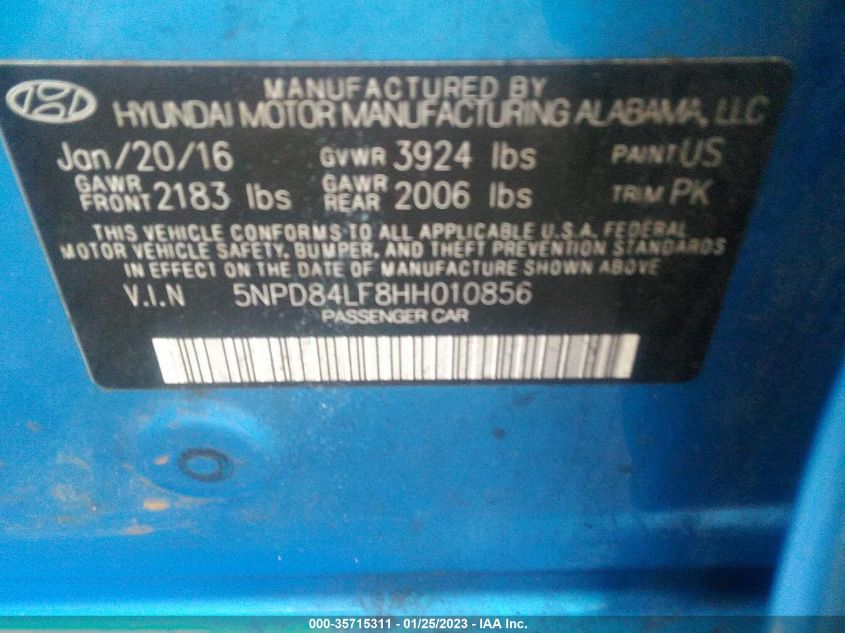 MANUFACTURED BY
HYUNDAI MOTOR MANUFACTURING ALABAMA, LLC
Jan/20/16 GVWR 3924 lbs PAINT US
GAWR FRONT 2183 lbs GAWR REAR 2006 lbs TRIM PK
THIS VEHICLE CONFORMS TO ALL APPLICABLE U.S.A. FEDERAL
MOTOR VEHICLE SAFETY, BUMPER, AND THEFT PREVENTION STANDARDS
IN EFFECT ON THE DATE OF MANUFACTURE SHOWN ABOVE
V.I.N 5NPD84LF8HH010856
PASSENGER CAR
000-35715311 - 01/25/2023 - IAA Inc.